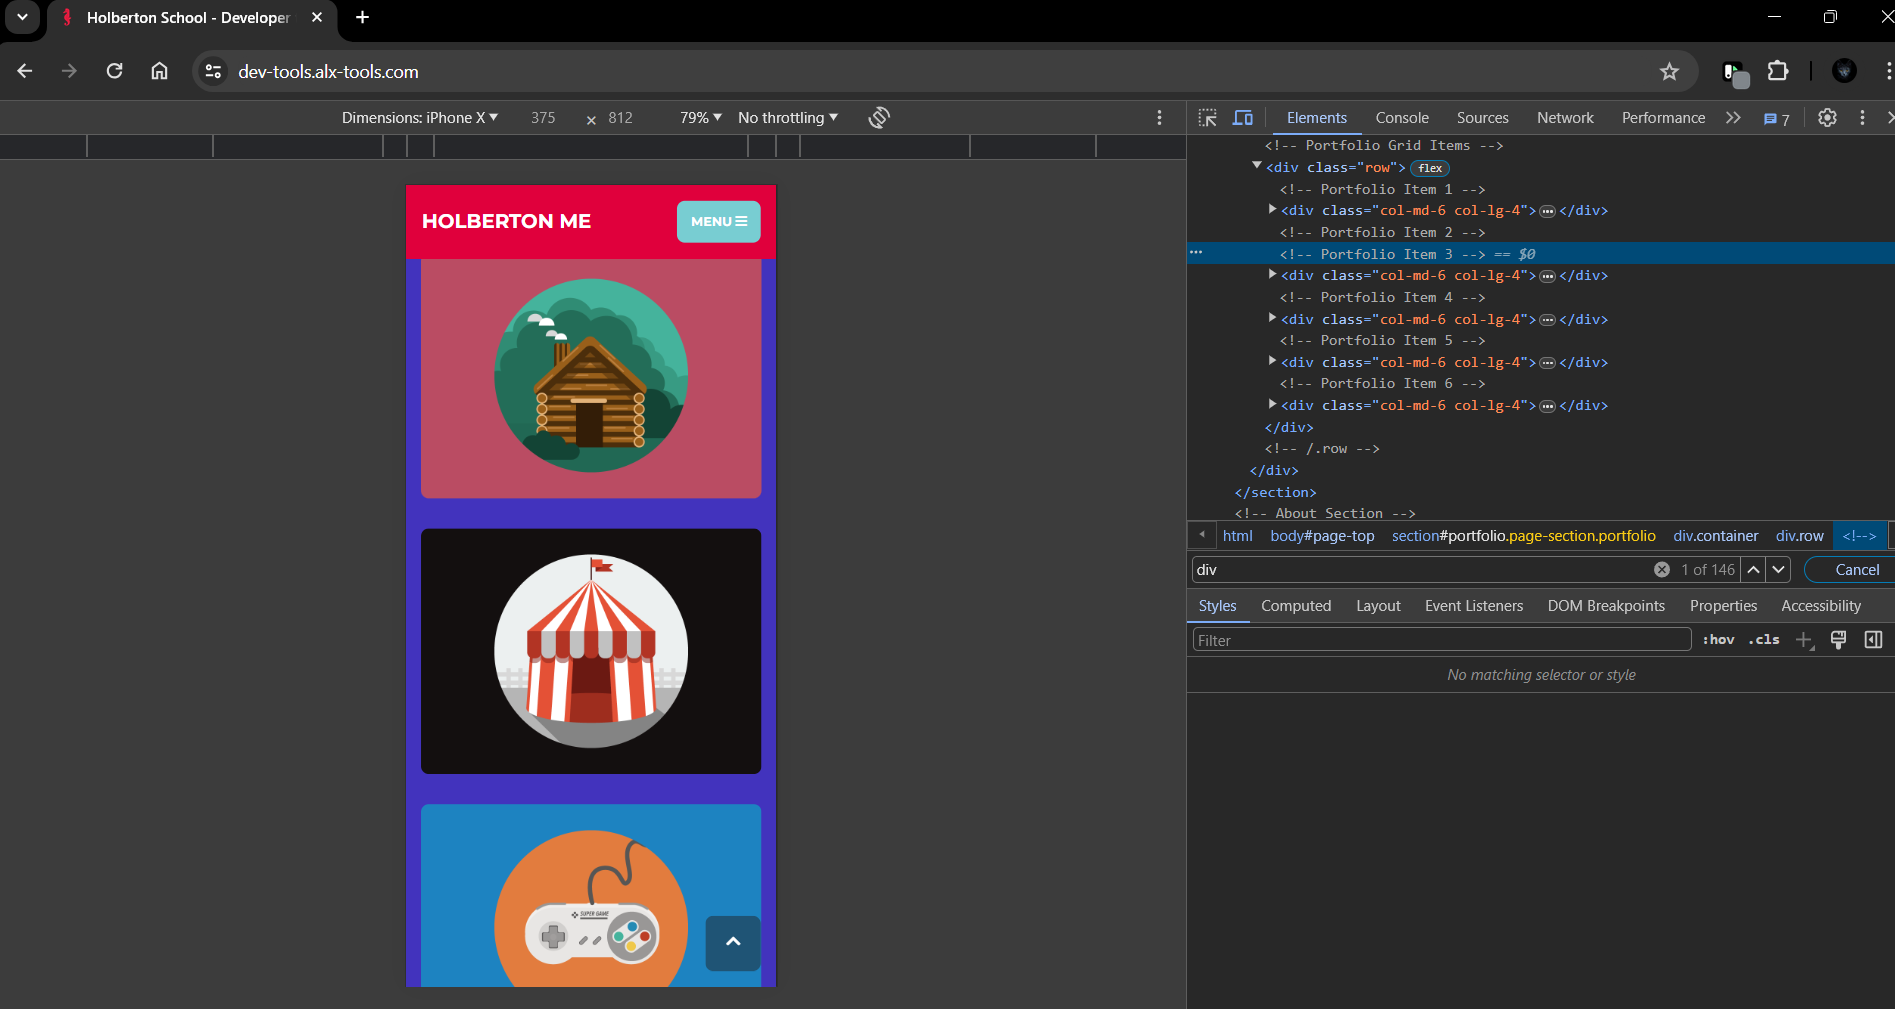 Holberton School - Developer
dev-tools.alx-tools.com
Dimensions: iPhone X 375 × 812 79% No throttling
HOLBERTON ME
MENU
SUPER GAME
Elements Console Sources Network Performance 7
<!-- Portfolio Grid Items -->
<div class="row"> flex
<!-- Portfolio Item 1 -->
<div class="col-md-6 col-lg-4">…</div>
<!-- Portfolio Item 2 -->
<!-- Portfolio Item 3 --> == $0
<div class="col-md-6 col-lg-4">…</div>
<!-- Portfolio Item 4 -->
<div class="col-md-6 col-lg-4">…</div>
<!-- Portfolio Item 5 -->
<div class="col-md-6 col-lg-4">…</div>
<!-- Portfolio Item 6 -->
<div class="col-md-6 col-lg-4">…</div>
</div>
<!-- /.row -->
</div>
</section>
<!-- About Section -->
html body#page-top section#portfolio.page-section.portfolio div.container div.row <!-->
div 1 of 146 Cancel
Styles Computed Layout Event Listeners DOM Breakpoints Properties Accessibility
Filter :hov .cls
No matching selector or style